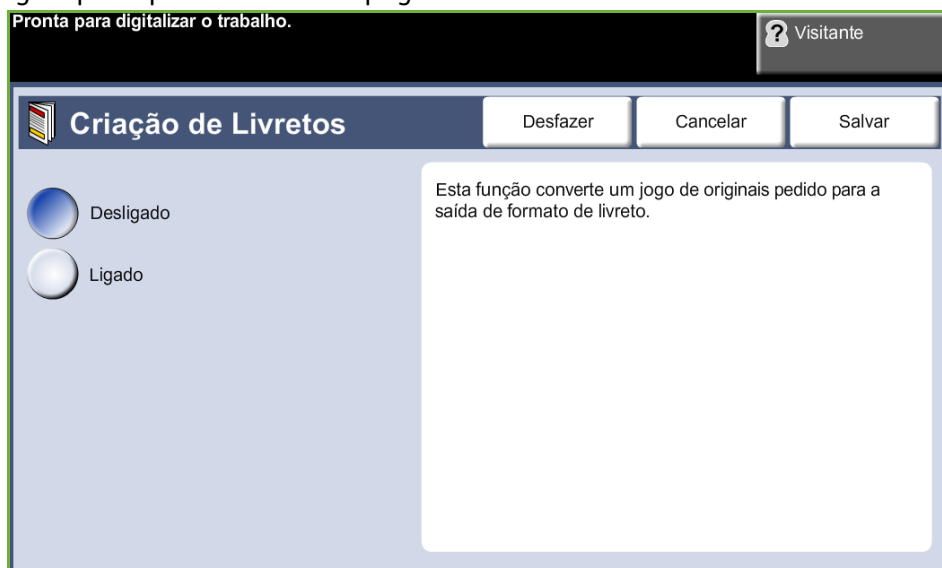 Pronta para digitalizar o trabalho.
? Visitante
Criação de Livretos
Desfazer
Cancelar
Salvar
Desligado
Ligado
Esta função converte um jogo de originais pedido para a
saída de formato de livreto.